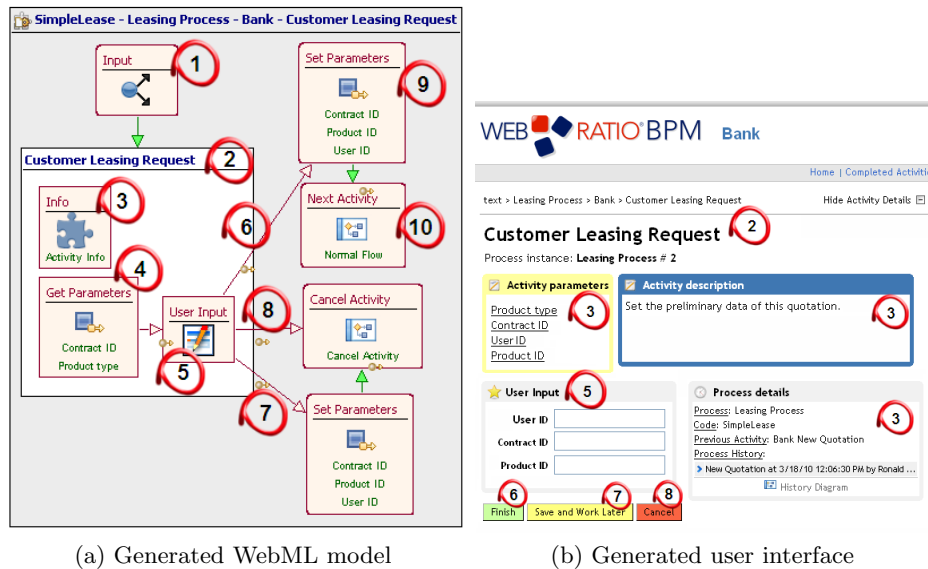 SimpleLease - Leasing Process - Bank - Customer Leasing Request
Input
1
Set Parameters
9
Contract ID
Product ID
User ID
Customer Leasing Request
2
Info
3
Activity Info
6
Next Activity
10
Normal Flow
4
Get Parameters
Contract ID
Product type
User Input
5
8
Cancel Activity
Cancel Activity
7
Set Parameters
Contract ID
Product ID
User ID
(a) Generated WebML model
WEB RATIO® BPM Bank
Home | Completed Activitie
text > Leasing Process > Bank > Customer Leasing Request
Hide Activity Details
Customer Leasing Request
2
Process instance: Leasing Process # 2
Activity parameters
Product type
Contract ID
User ID
Product ID
3
Activity description
Set the preliminary data of this quotation.
3
User Input
5
User ID
Contract ID
Product ID
Process details
Process: Leasing Process
Code: SimpleLease
Previous Activity: Bank New Quotation
Process History:
New Quotation at 3/18/10 12:06:30 PM by Ronald ...
History Diagram
3
6
7
8
Finish
Save and Work Later
Cancel
(b) Generated user interface